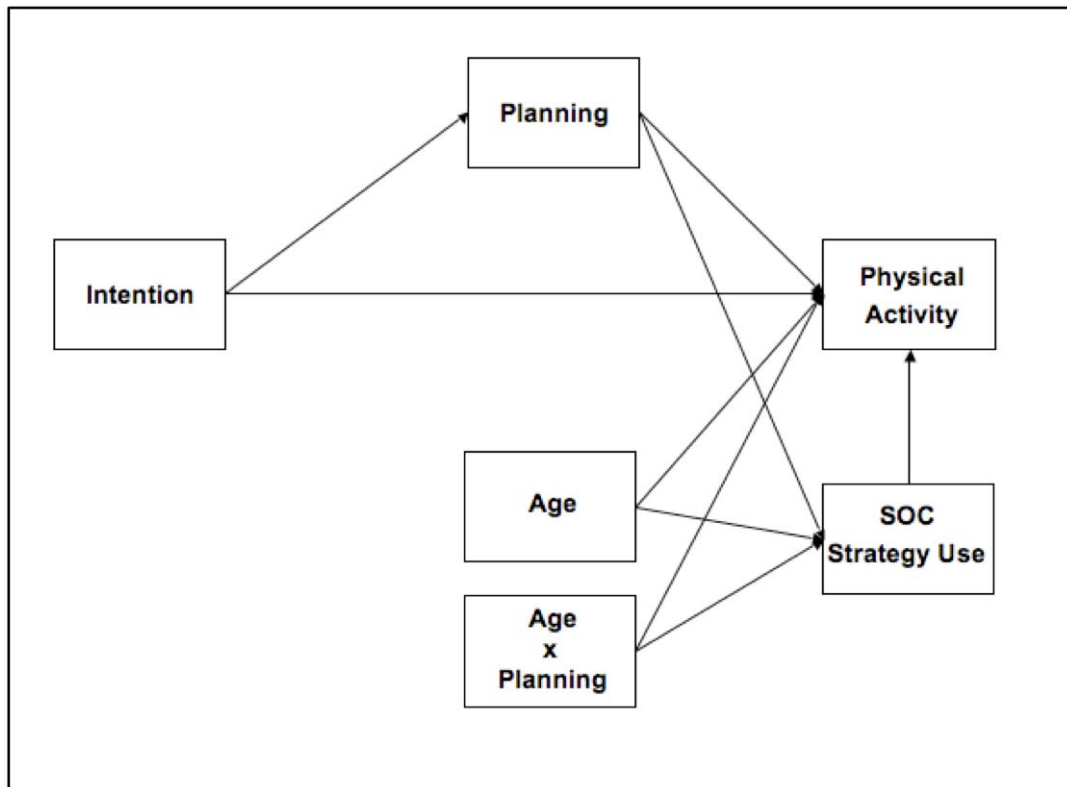 Planning
Intention
Physical
Activity
Age
SOC
Strategy Use
Age
x
Planning